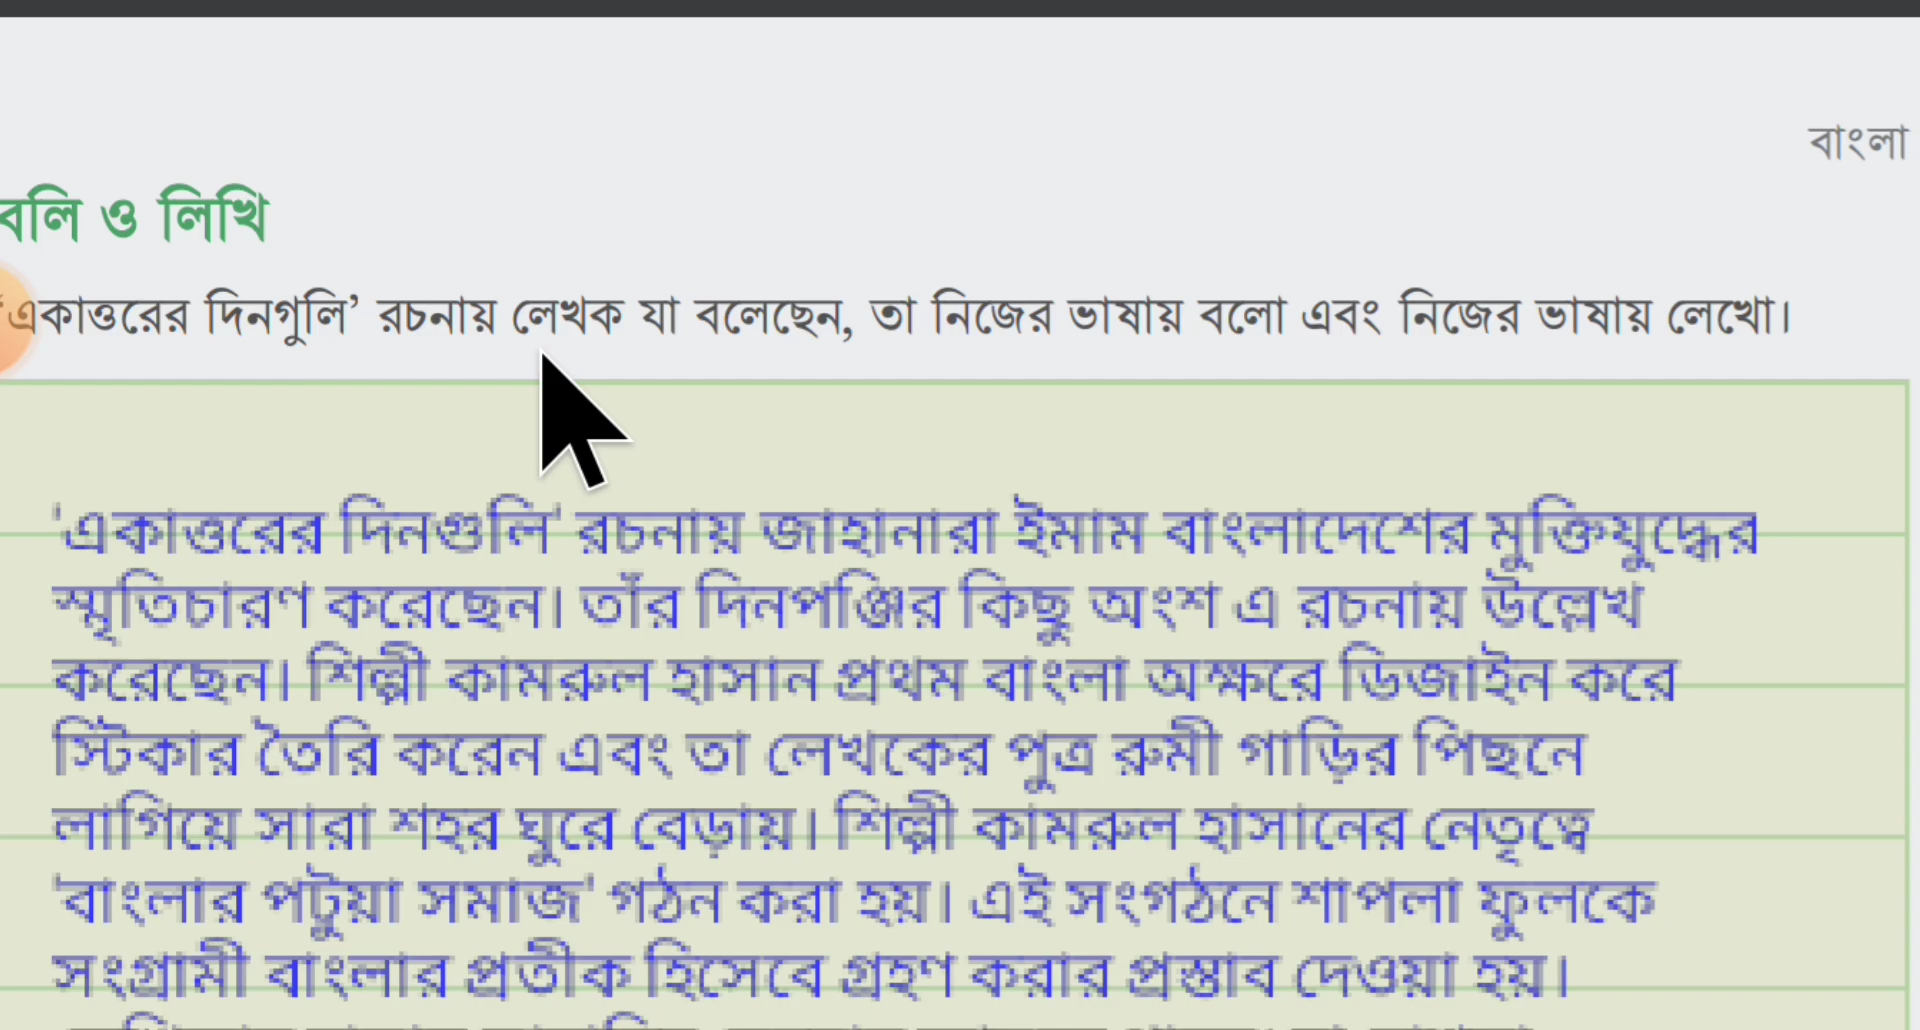 বাংলা
বলি ও লিখি
‘একাত্তরের দিনগুলি’ রচনায় লেখক যা বলেছেন, তা নিজের ভাষায় বলো এবং নিজের ভাষায় লেখো।
'একাত্তরের দিনগুলি' রচনায় জাহানারা ইমাম বাংলাদেশের মুক্তিযুদ্ধের
স্মৃতিচারণ করেছেন। তাঁর দিনপঞ্জির কিছু অংশ এ রচনায় উল্লেখ
করেছেন। শিল্পী কামরুল হাসান প্রথম বাংলা অক্ষরে ডিজাইন করে
স্টিকার তৈরি করেন এবং তা লেখকের পুত্র রুমী গাড়ির পিছনে
লাগিয়ে সারা শহর ঘুরে বেড়ায়। শিল্পী কামরুল হাসানের নেতৃত্বে
'বাংলার পটুয়া সমাজ' গঠন করা হয়। এই সংগঠনে শাপলা ফুলকে
সংগ্রামী বাংলার প্রতীক হিসেবে গ্রহণ করার প্রস্তাব দেওয়া হয়।